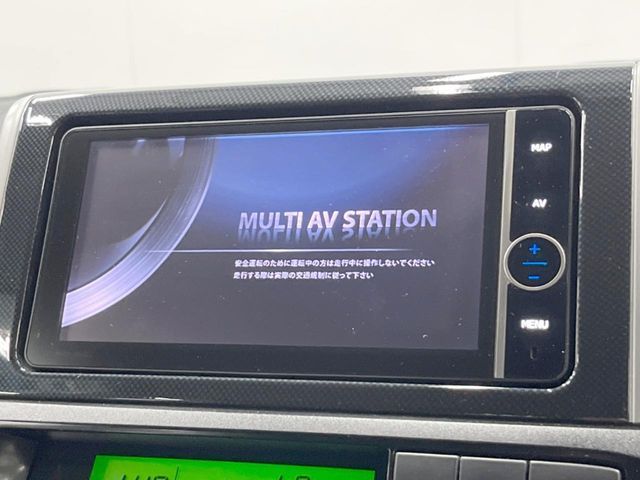 MAP
MULTI AV STATION
AV
安全運転のために運転中の方は走行中に操作しないでください
走行する際は実際の交通規制に従って下さい
+
−
MENU